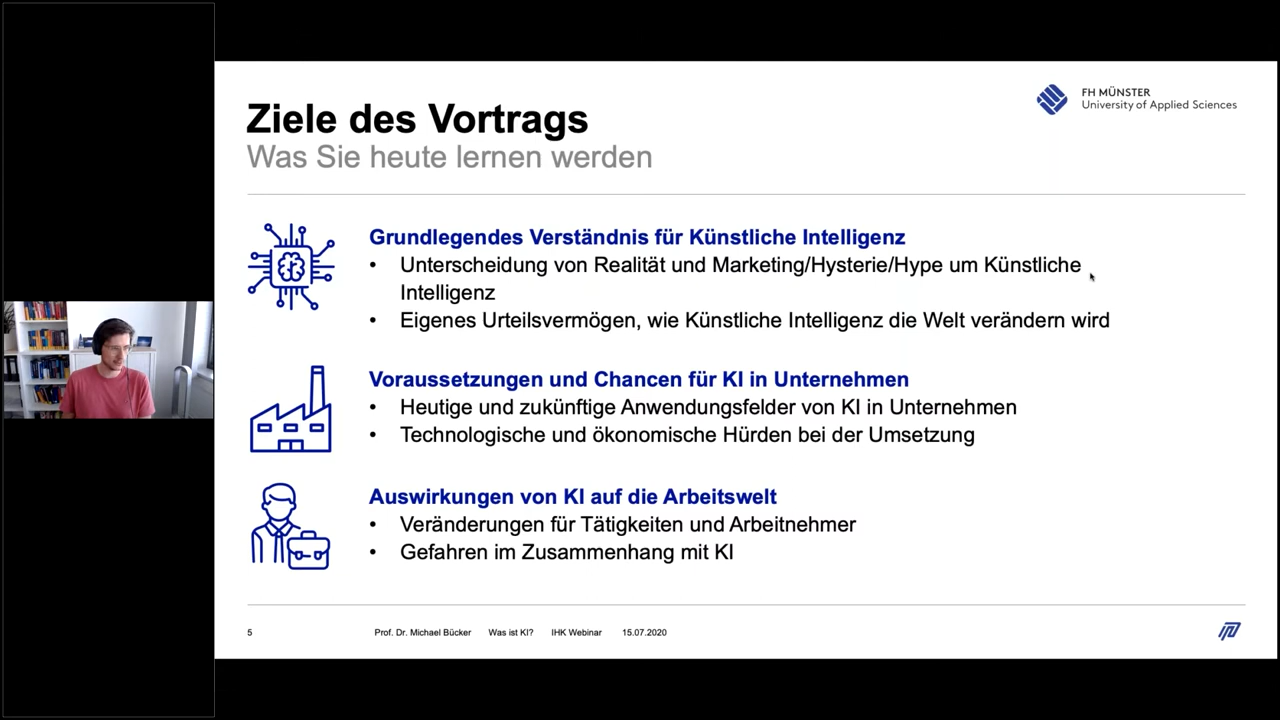 Ziele des Vortrags
Was Sie heute lernen werden
FH MÜNSTER
University of Applied Sciences
Grundlegendes Verständnis für Künstliche Intelligenz
• Unterscheidung von Realität und Marketing/Hysterie/Hype um Künstliche
Intelligenz
• Eigenes Urteilsvermögen, wie Künstliche Intelligenz die Welt verändern wird
Voraussetzungen und Chancen für KI in Unternehmen
• Heutige und zukünftige Anwendungsfelder von KI in Unternehmen
• Technologische und ökonomische Hürden bei der Umsetzung
Auswirkungen von KI auf die Arbeitswelt
• Veränderungen für Tätigkeiten und Arbeitnehmer
• Gefahren im Zusammenhang mit KI
5 Prof. Dr. Michael Bücker Was ist KI? IHK Webinar 15.07.2020